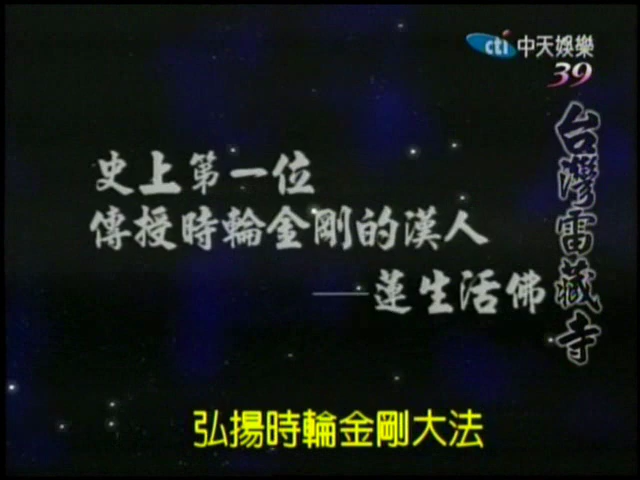 cti 中天娛樂
39
台灣雷藏寺
史上第一位
傳授時輪金剛的漢人
──蓮生活佛
弘揚時輪金剛大法